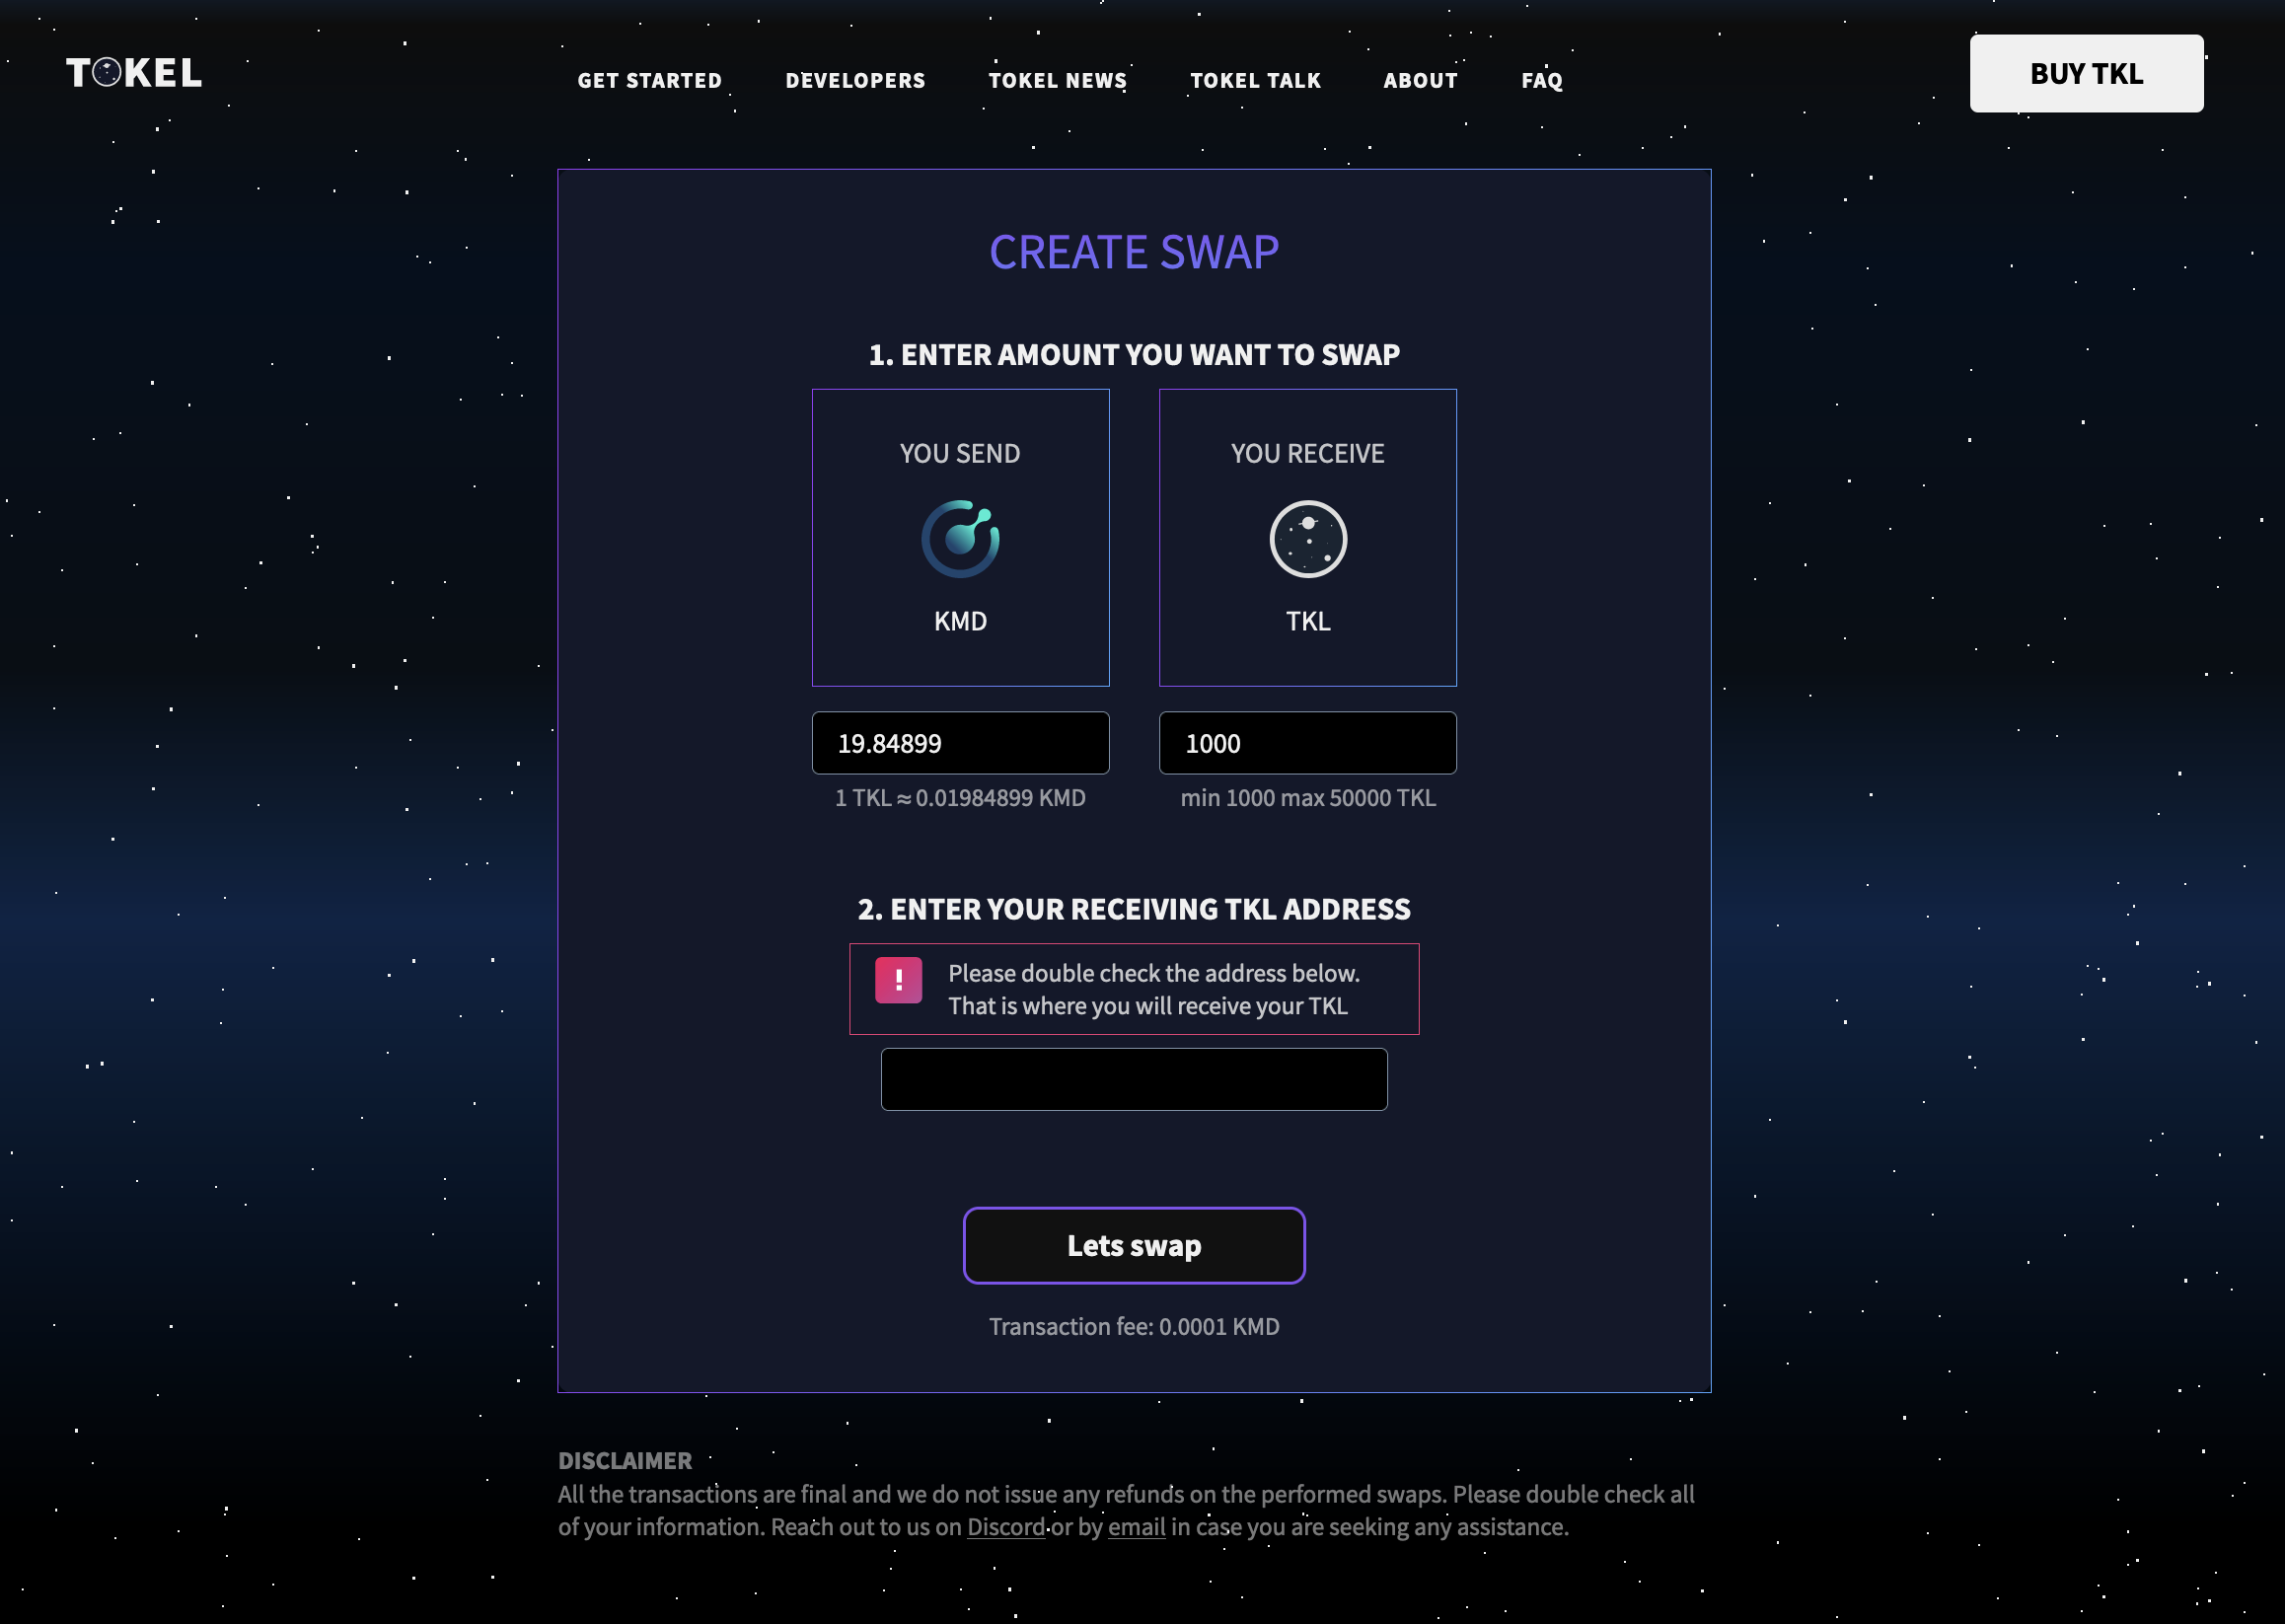 TOKEL
GET STARTED
DEVELOPERS
TOKEL NEWS
TOKEL TALK
ABOUT
FAQ
BUY TKL
CREATE SWAP
1. ENTER AMOUNT YOU WANT TO SWAP
YOU SEND
KMD
YOU RECEIVE
TKL
19.84899
1000
1 TKL ≈ 0.01984899 KMD
min 1000 max 50000 TKL
2. ENTER YOUR RECEIVING TKL ADDRESS
!
Please double check the address below.
That is where you will receive your TKL
Lets swap
Transaction fee: 0.0001 KMD
DISCLAIMER
All the transactions are final and we do not issue any refunds on the performed swaps. Please double check all
of your information. Reach out to us on Discord or by email in case you are seeking any assistance.